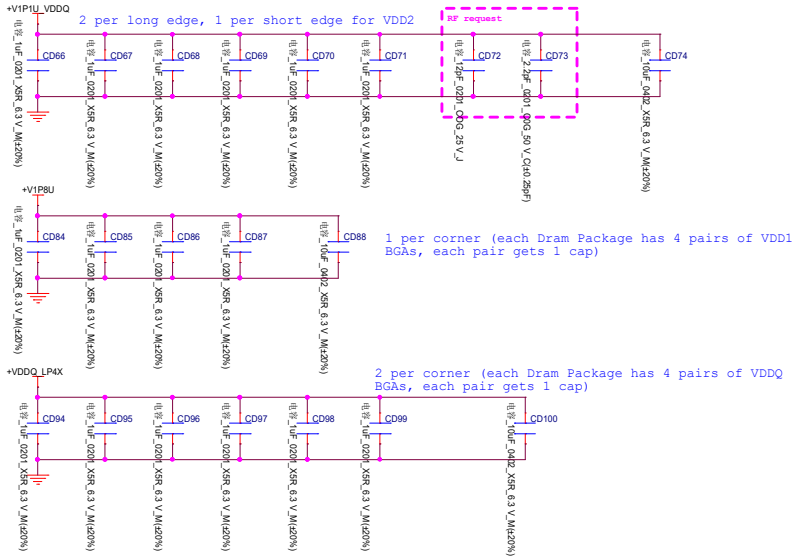 +V1P1U_VDDQ
2 per long edge, 1 per short edge for VDD2
RF request
CD66
电容_1uF_0201_X5R_6.3 V_M(±20%)
CD67
电容_1uF_0201_X5R_6.3 V_M(±20%)
CD68
电容_1uF_0201_X5R_6.3 V_M(±20%)
CD69
电容_1uF_0201_X5R_6.3 V_M(±20%)
CD70
电容_1uF_0201_X5R_6.3 V_M(±20%)
CD71
电容_1uF_0201_X5R_6.3 V_M(±20%)
CD72
电容_12pF_0201_C0G_25 V_J
CD73
电容_2.2pF_0201_C0G_50 V_C(±0.25pF)
CD74
电容_10uF_0402_X5R_6.3 V_M(±20%)
+V1P8U
CD84
电容_1uF_0201_X5R_6.3 V_M(±20%)
CD85
电容_1uF_0201_X5R_6.3 V_M(±20%)
CD86
电容_1uF_0201_X5R_6.3 V_M(±20%)
CD87
电容_1uF_0201_X5R_6.3 V_M(±20%)
CD88
电容_10uF_0402_X5R_6.3 V_M(±20%)
1 per corner (each Dram Package has 4 pairs of VDD1
BGAs, each pair gets 1 cap)
+VDDQ_LP4X
2 per corner (each Dram Package has 4 pairs of VDDQ
BGAs, each pair gets 1 cap)
CD94
电容_1uF_0201_X5R_6.3 V_M(±20%)
CD95
电容_1uF_0201_X5R_6.3 V_M(±20%)
CD96
电容_1uF_0201_X5R_6.3 V_M(±20%)
CD97
电容_1uF_0201_X5R_6.3 V_M(±20%)
CD98
电容_1uF_0201_X5R_6.3 V_M(±20%)
CD99
电容_1uF_0201_X5R_6.3 V_M(±20%)
CD100
电容_10uF_0402_X5R_6.3 V_M(±20%)